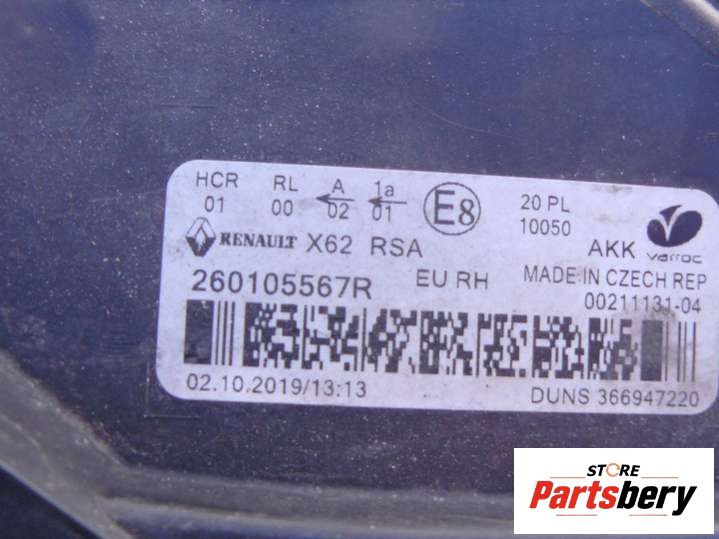 HCR RL A 1a E8 20 PL
01 00 02 01 10050
RENAULT X62 RSA AKK varroc
260105567R EU RH MADE IN CZECH REP
00211131-04
02.10.2019/13:13 DUNS 366947220
STORE
Partsbery